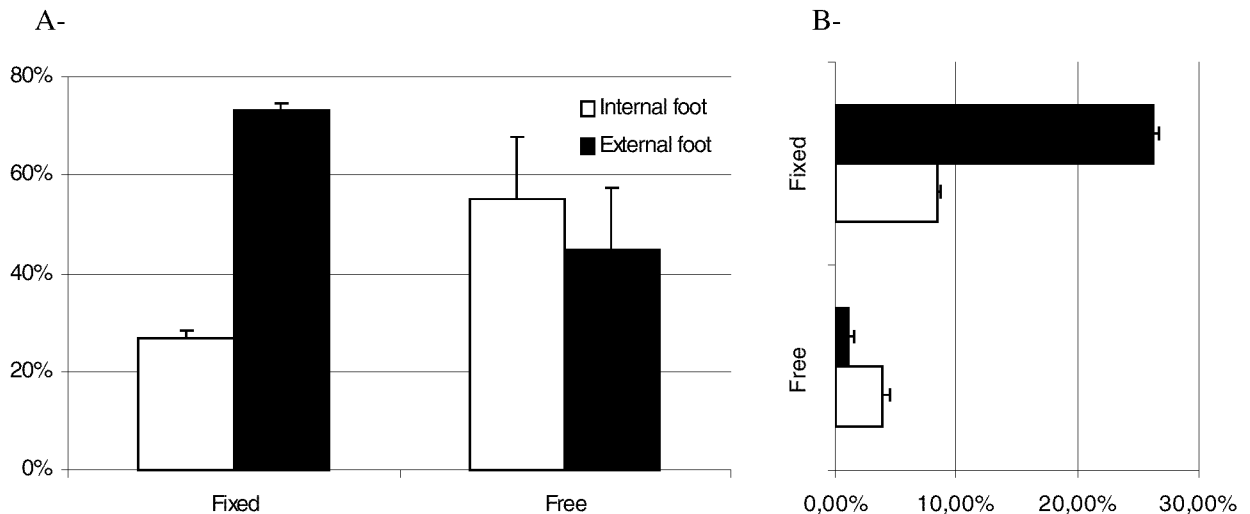 A-
80%
60%
40%
20%
0%
Internal foot
External foot
Fixed
Free
B-
Fixed
Free
0,00%
10,00%
20,00%
30,00%